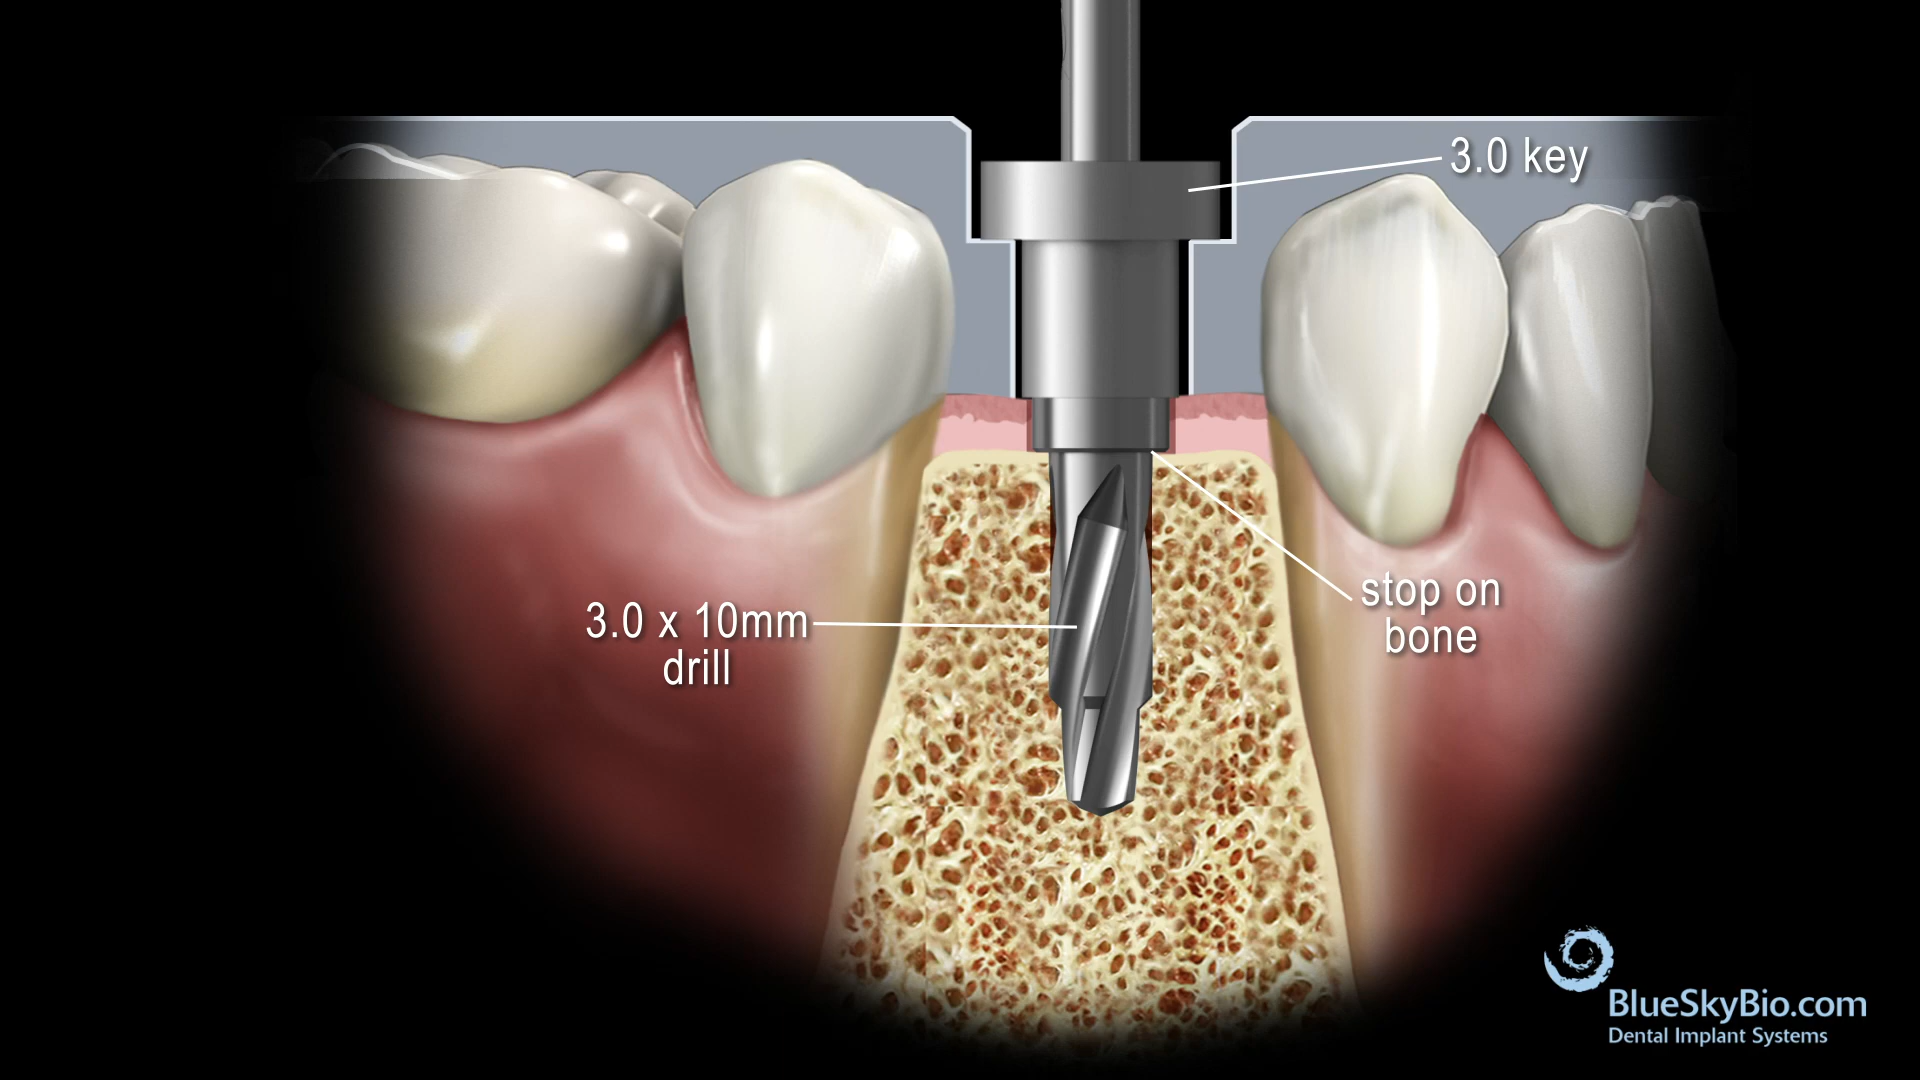 3.0 key
3.0 x 10mm
drill
stop on
bone
BlueSkyBio.com
Dental Implant Systems